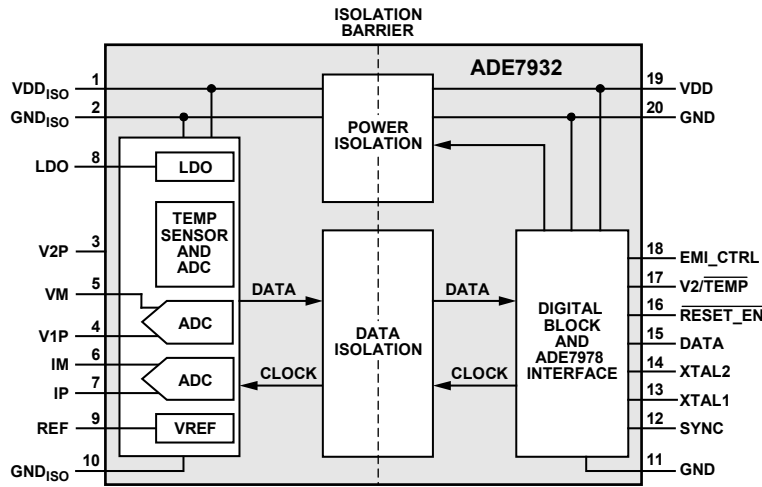 ISOLATION
BARRIER
ADE7932
1
VDDISO
2
GNDISO
8
LDO
3
V2P
5
VM
4
V1P
6
IM
7
IP
9
REF
10
GNDISO
LDO
TEMP
SENSOR
AND
ADC
ADC
ADC
VREF
POWER
ISOLATION
DATA
CLOCK
DATA
ISOLATION
DATA
CLOCK
DIGITAL
BLOCK
AND
ADE7978
INTERFACE
19
VDD
20
GND
18
EMI_CTRL
17
V2/TEMP
16
RESET_EN
15
DATA
14
XTAL2
13
XTAL1
12
SYNC
11
GND